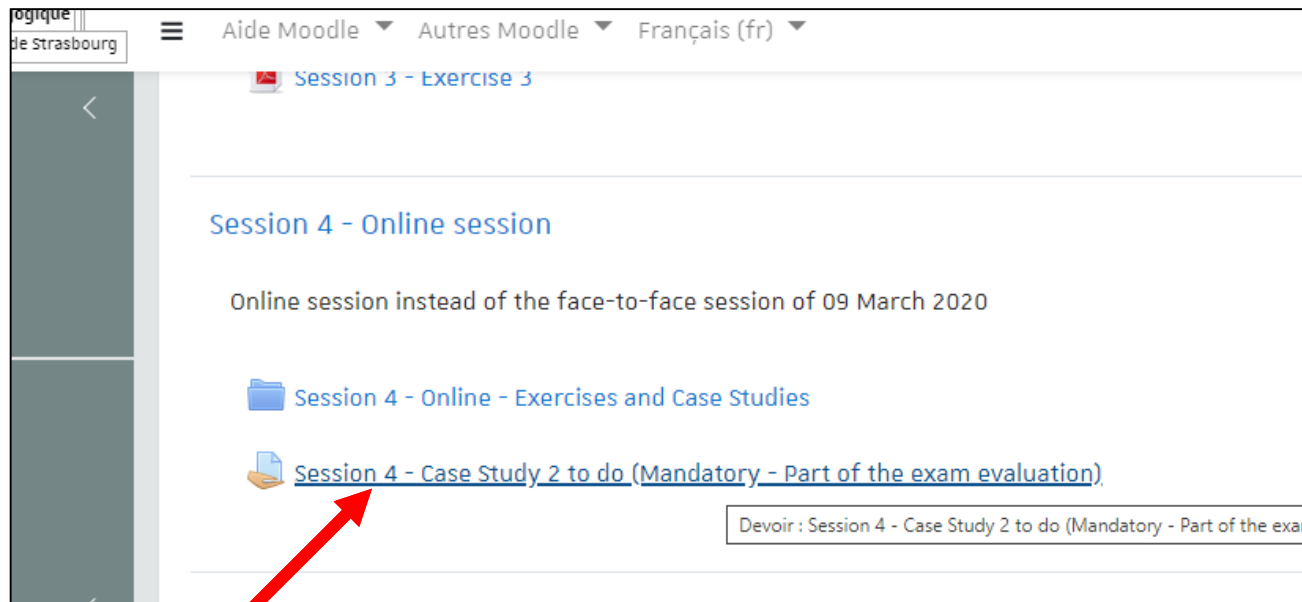 de Strasbourg
Aide Moodle Autres Moodle Français (fr)
Session 3 - Exercise 3
Session 4 - Online session
Online session instead of the face-to-face session of 09 March 2020
Session 4 - Online - Exercises and Case Studies
Session 4 - Case Study 2 to do (Mandatory - Part of the exam evaluation)
Devoir : Session 4 - Case Study 2 to do (Mandatory - Part of the exa